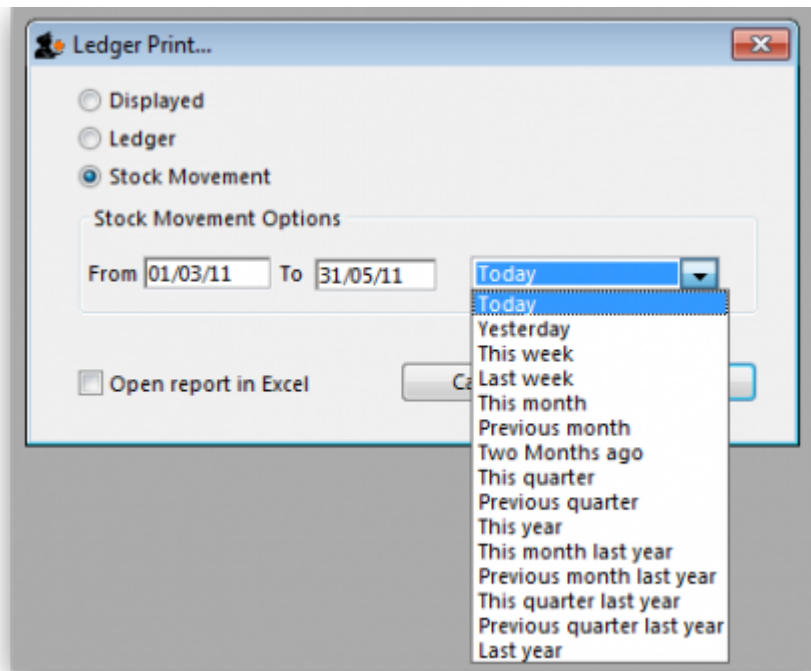 Ledger Print...
Displayed
Ledger
Stock Movement
Stock Movement Options
From 01/03/11 To 31/05/11 Today
Today
Yesterday
This week
Last week
This month
Previous month
Two Months ago
This quarter
Previous quarter
This year
This month last year
Previous month last year
This quarter last year
Previous quarter last year
Last year
Open report in Excel